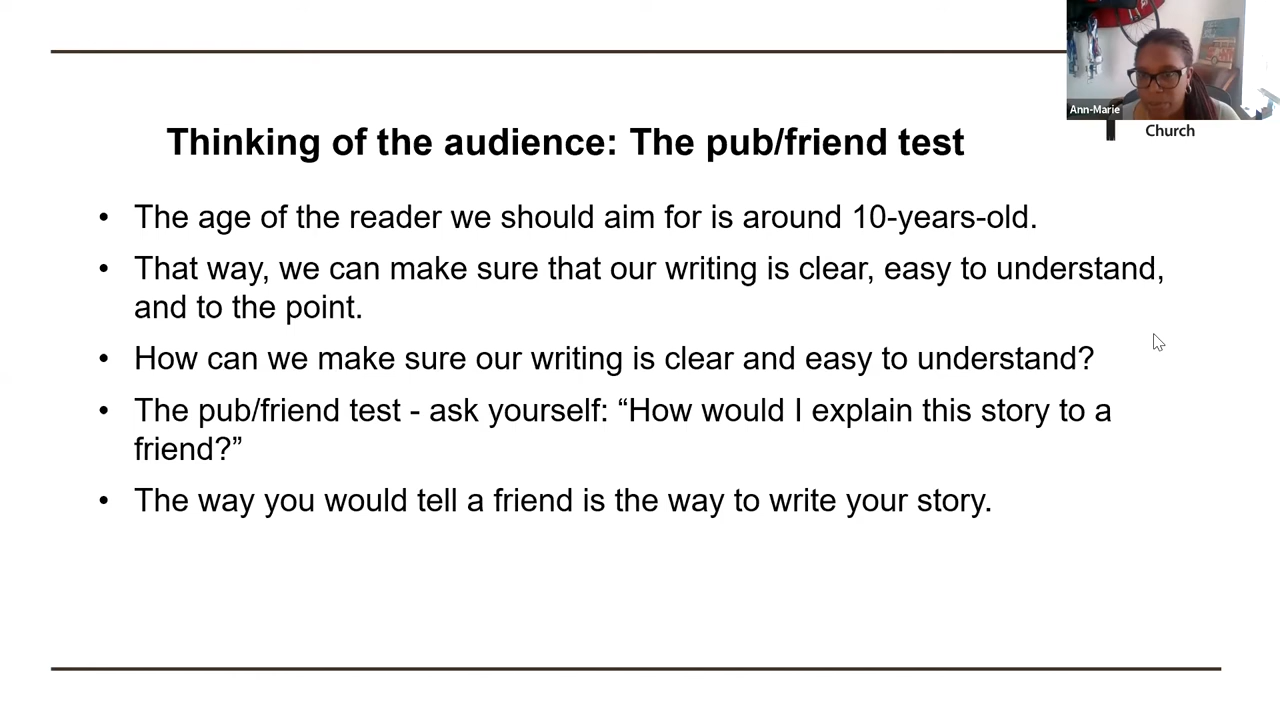 Ann-Marie
Church
Thinking of the audience: The pub/friend test
• The age of the reader we should aim for is around 10-years-old.
• That way, we can make sure that our writing is clear, easy to understand,
and to the point.
• How can we make sure our writing is clear and easy to understand?
• The pub/friend test - ask yourself: “How would I explain this story to a
friend?”
• The way you would tell a friend is the way to write your story.